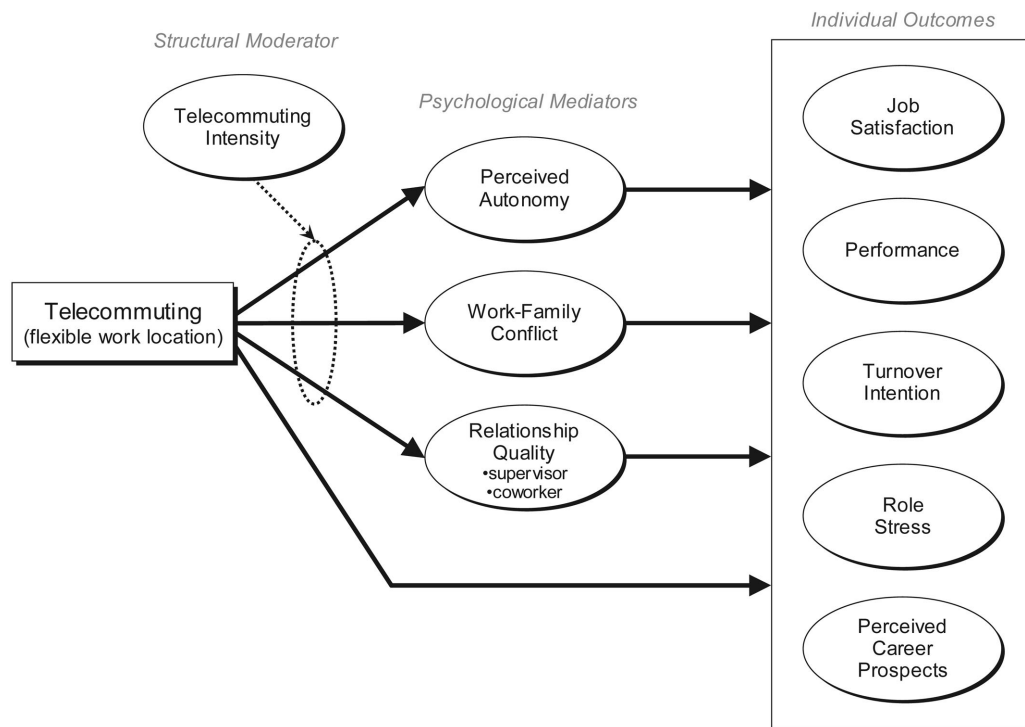 Individual Outcomes
Structural Moderator
Telecommuting
Intensity
Psychological Mediators
Perceived
Autonomy
Telecommuting
(flexible work location)
Work-Family
Conflict
Relationship
Quality
•supervisor
•coworker
Job
Satisfaction
Performance
Turnover
Intention
Role
Stress
Perceived
Career
Prospects